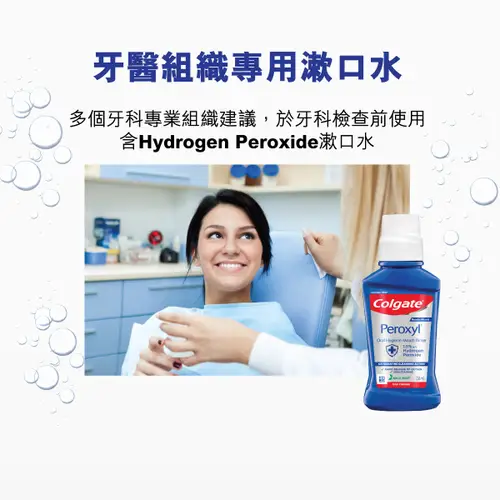 牙醫組織專用漱口水
多個牙科專業組織建議，於牙科檢查前使用
含Hydrogen Peroxide漱口水
Colgate
Peroxyl
Hydrogen
Peroxide